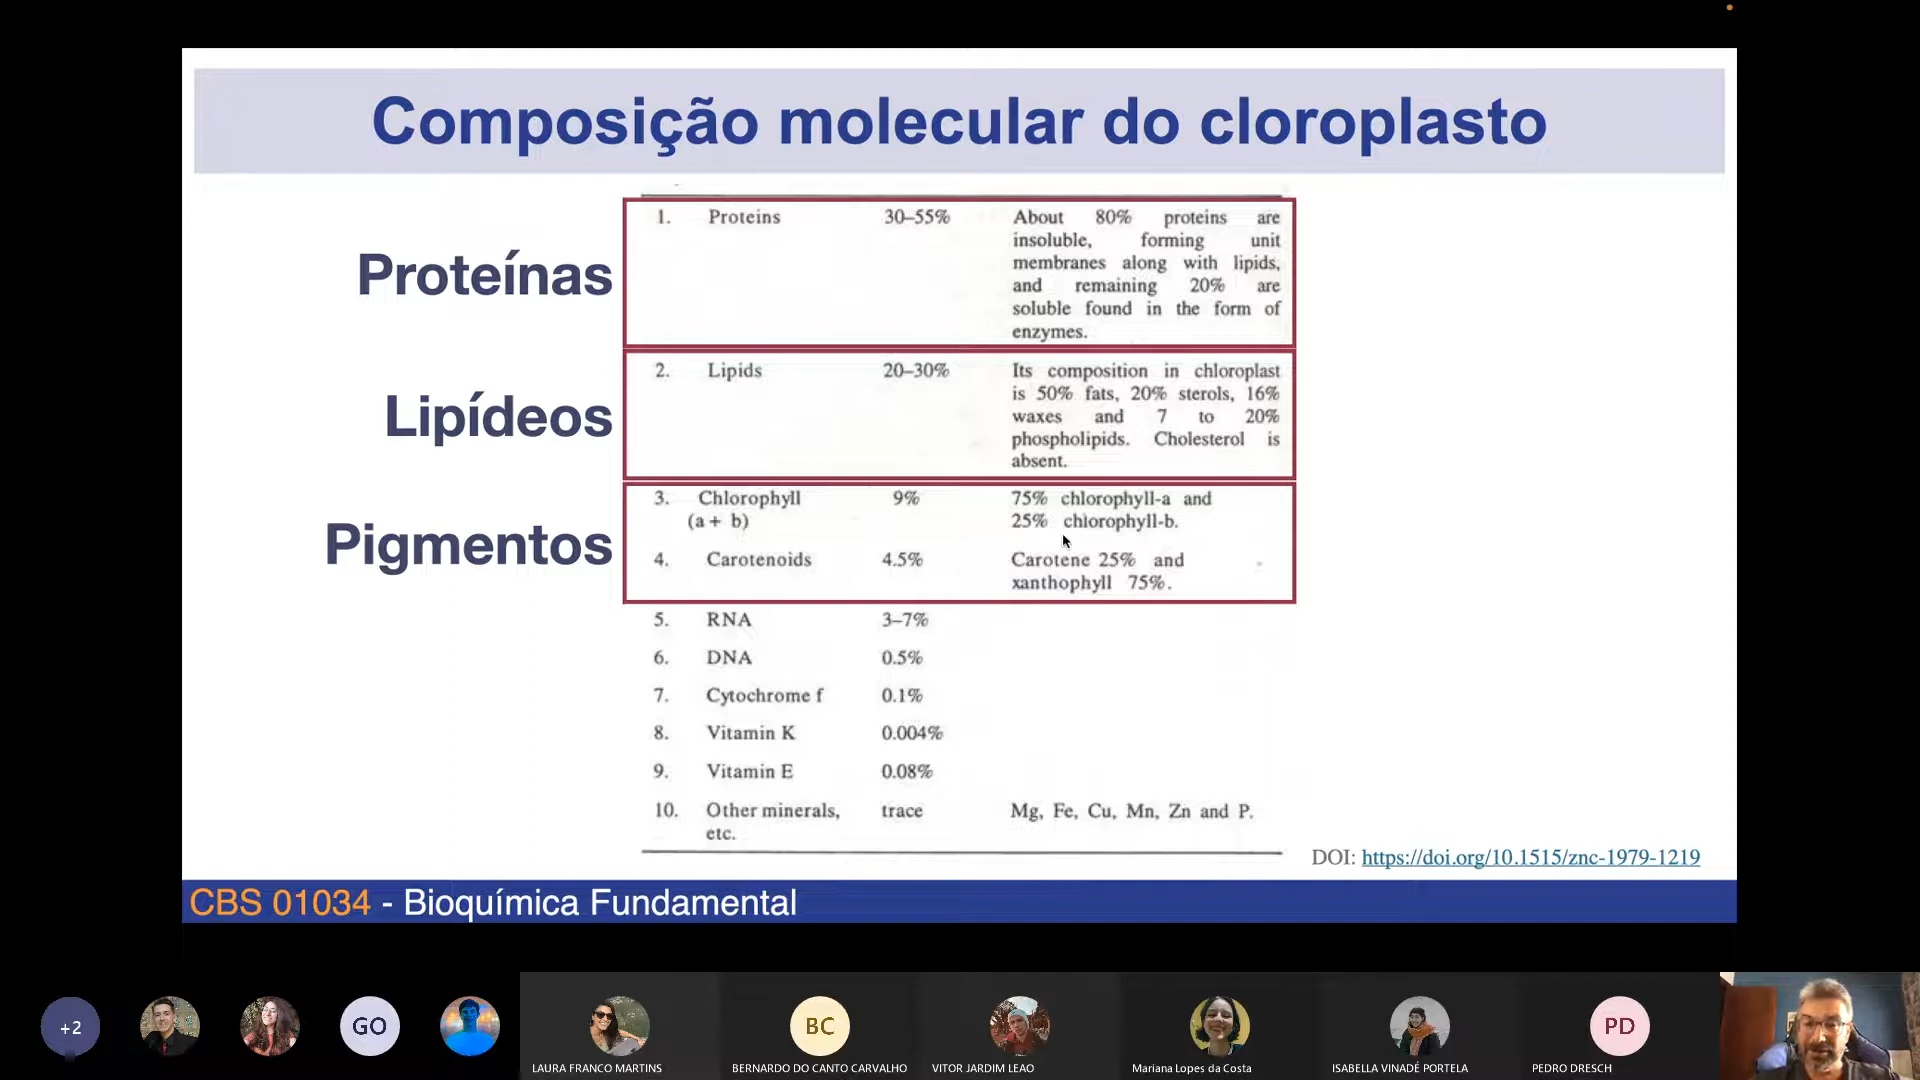 Composição molecular do cloroplasto
Proteínas
1. Proteins 30–55% About 80% proteins are
insoluble, forming unit
membranes along with lipids,
and remaining 20% are
soluble found in the form of
enzymes.
Lipídeos
2. Lipids 20–30% Its composition in chloroplast
is 50% fats, 20% sterols, 16%
waxes and 7 to 20%
phospholipids. Cholesterol is
absent.
Pigmentos
3. Chlorophyll 9% 75% chlorophyll-a and
(a + b) 25% chlorophyll-b.
4. Carotenoids 4.5% Carotene 25% and
xanthophyll 75%.
5. RNA 3–7%
6. DNA 0.5%
7. Cytochrome f 0.1%
8. Vitamin K 0.004%
9. Vitamin E 0.08%
10. Other minerals, trace Mg, Fe, Cu, Mn, Zn and P.
etc.
DOI: https://doi.org/10.1515/znc-1979-1219
CBS 01034 - Bioquímica Fundamental
+2 GO BC PD
LAURA FRANCO MARTINS BERNARDO DO CANTO CARVALHO VITOR JARDIM LEAO Mariana Lopes da Costa ISABELLA VINADÉ PORTELA PEDRO DRESCH